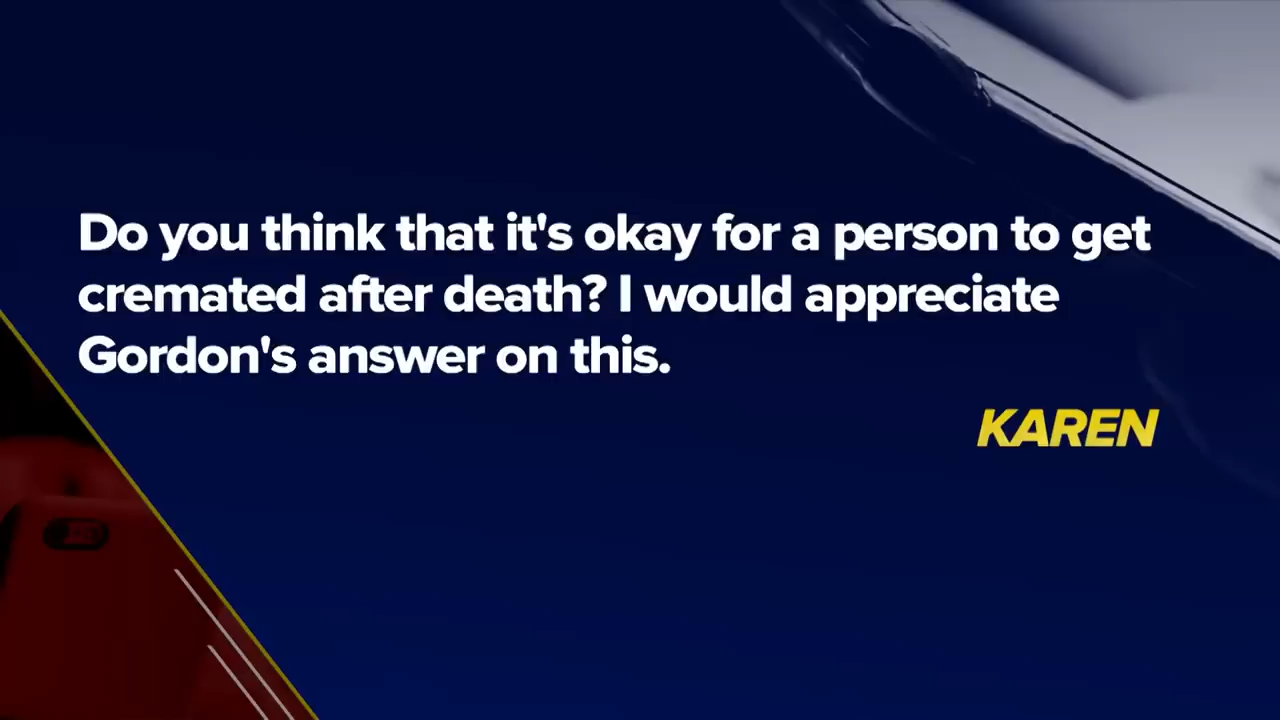 Do you think that it's okay for a person to get
cremated after death? I would appreciate
Gordon's answer on this.
KAREN